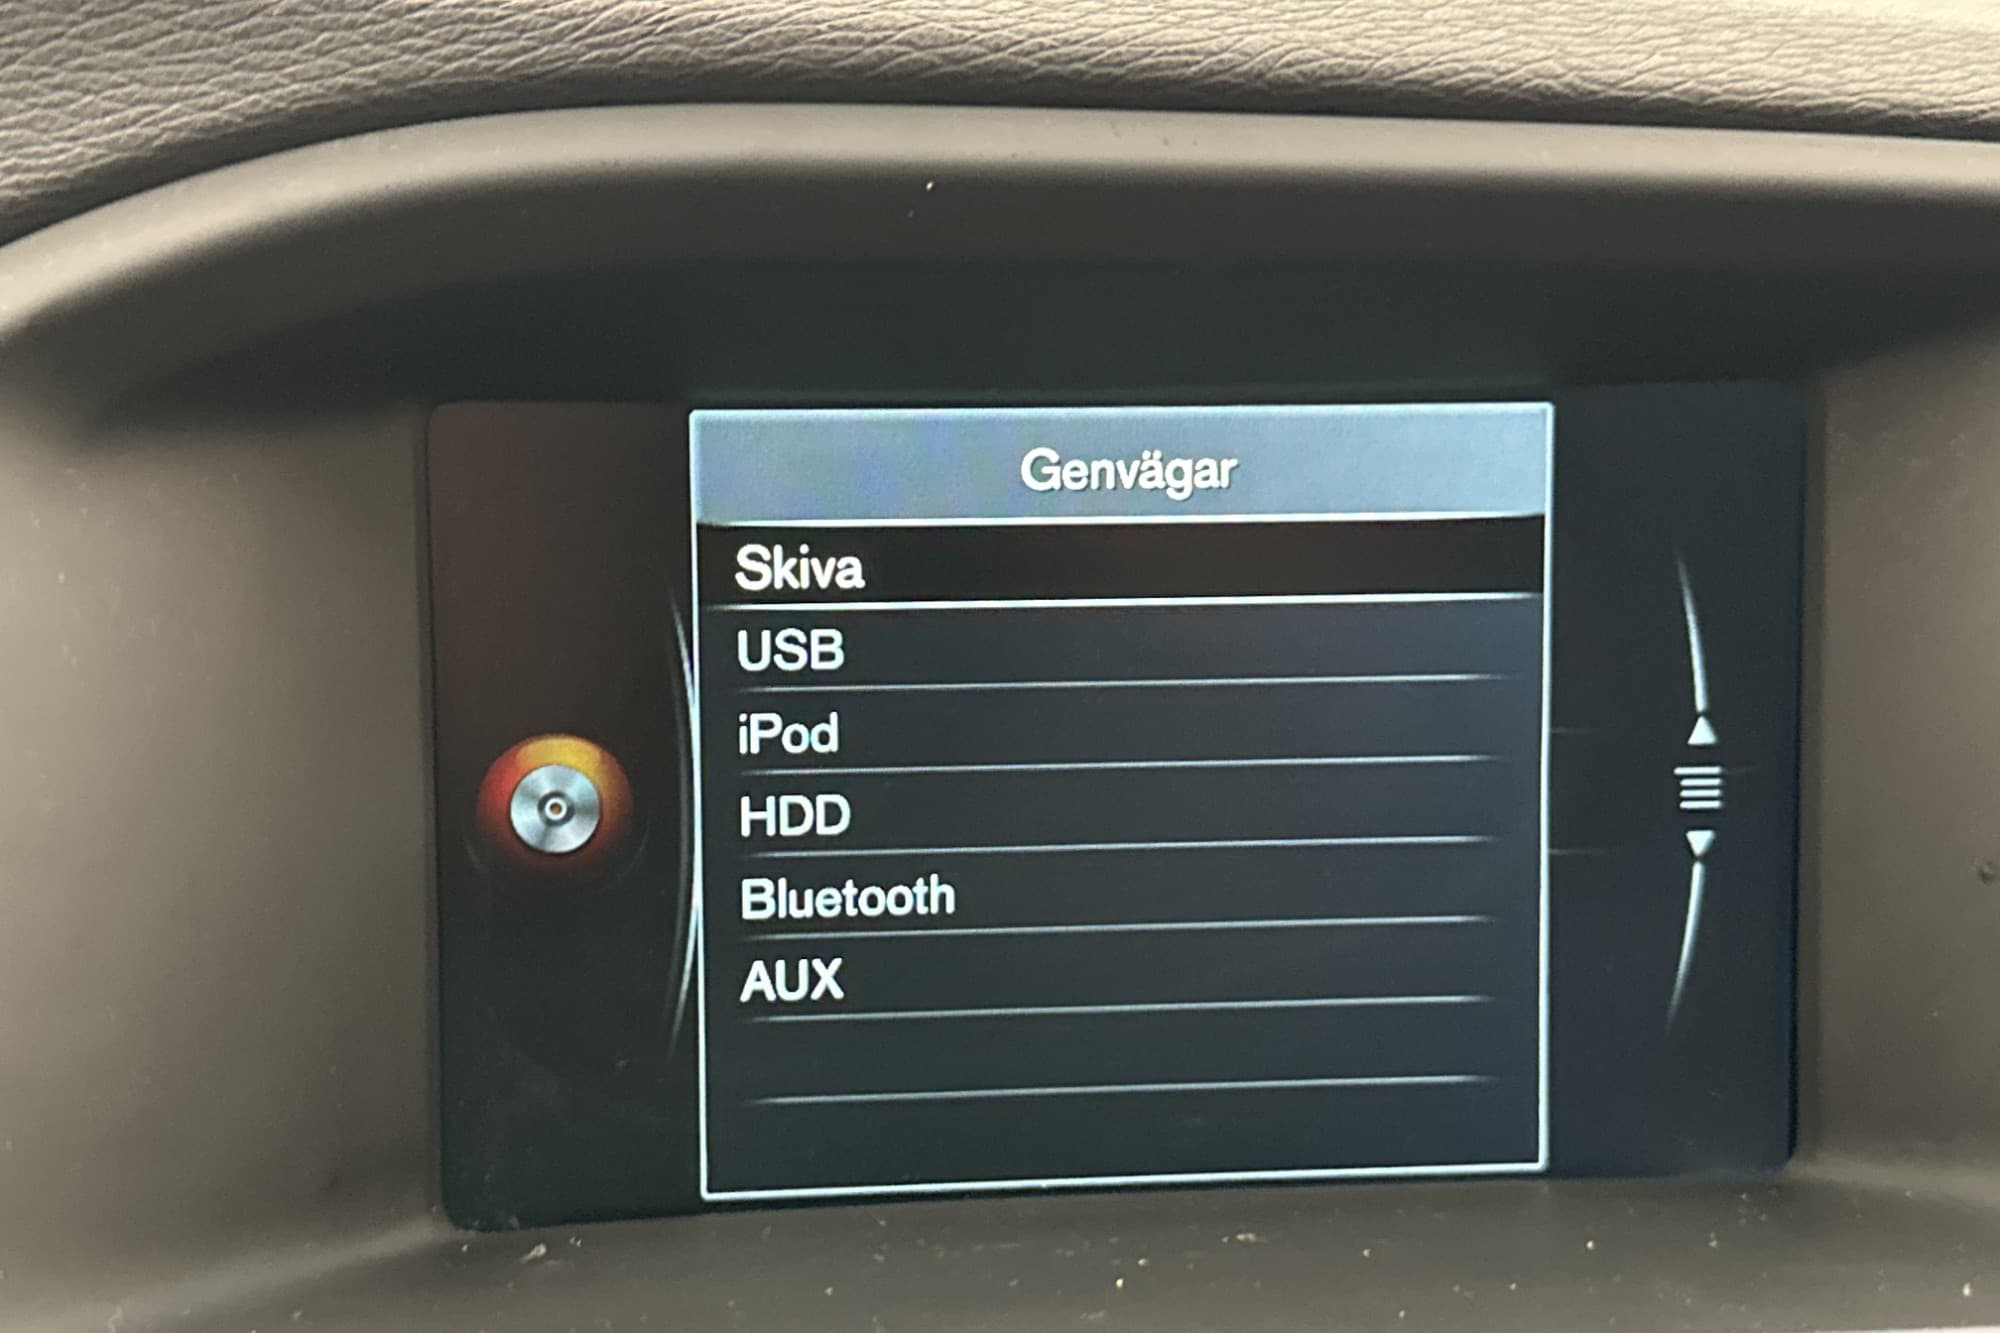 Genvägar
Skiva
USB
iPod
HDD
Bluetooth
AUX